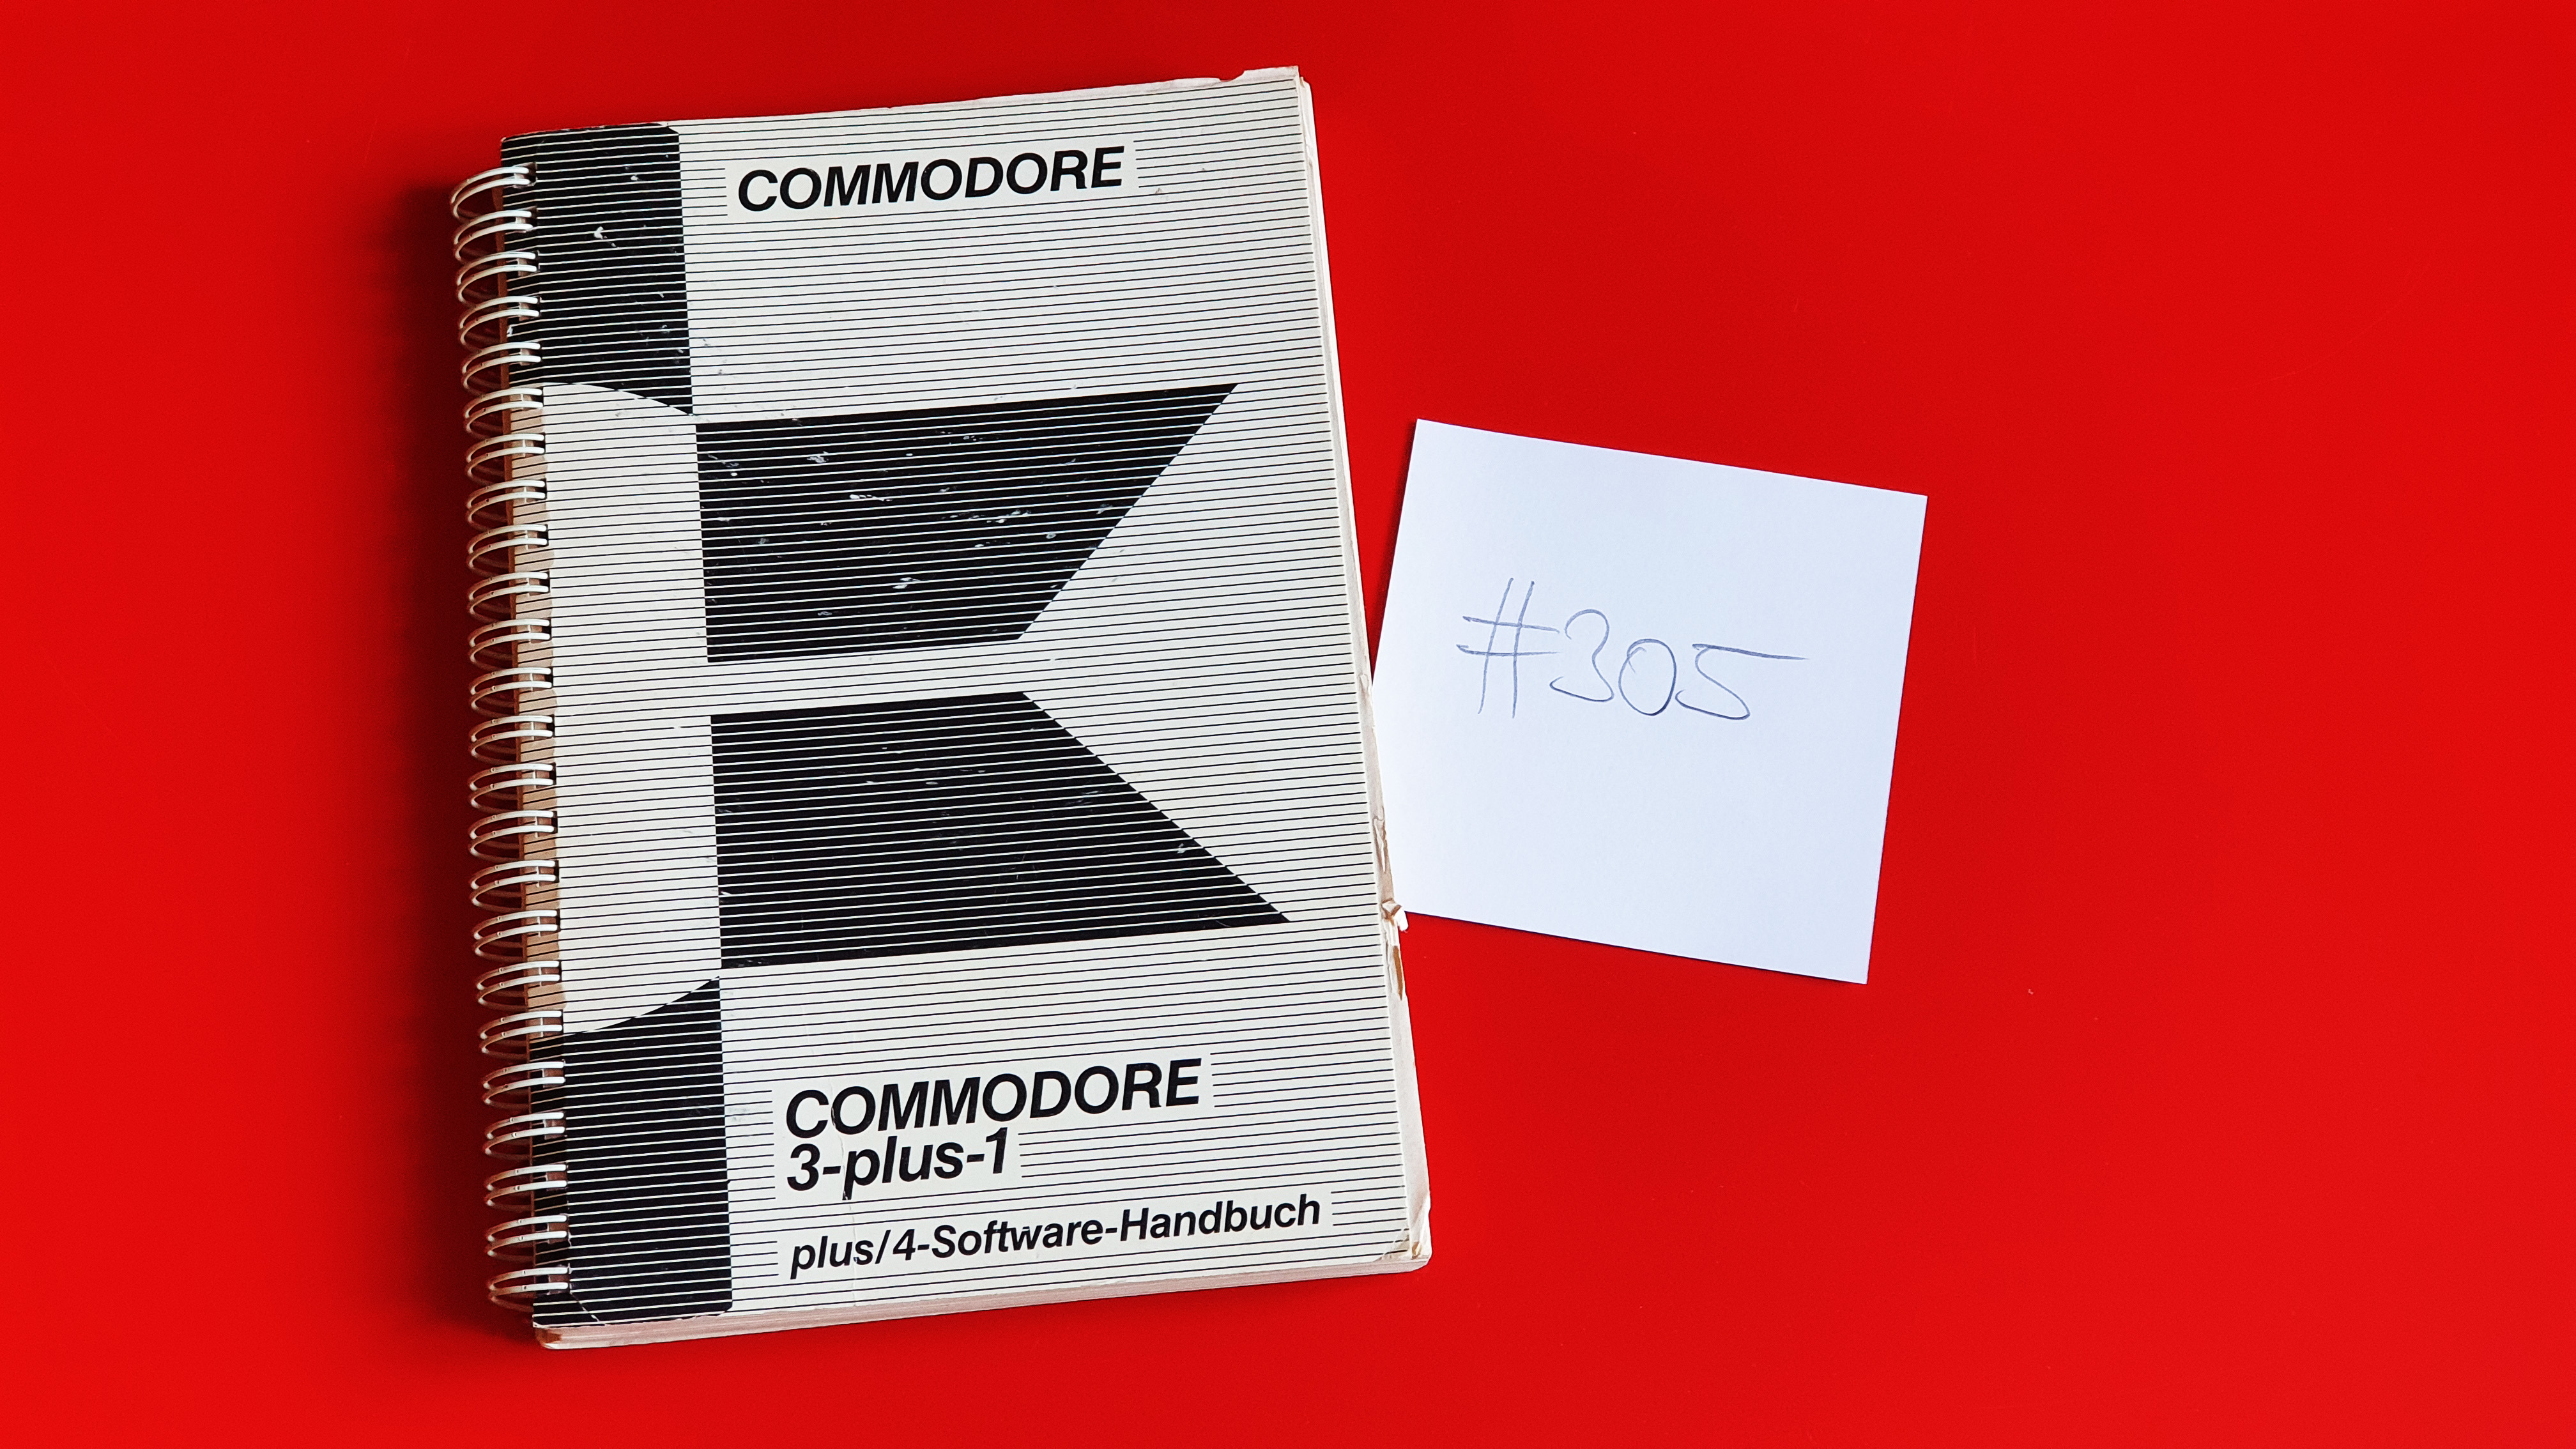 COMMODORE
COMMODORE
3-plus-1
plus/4-Software-Handbuch
#305